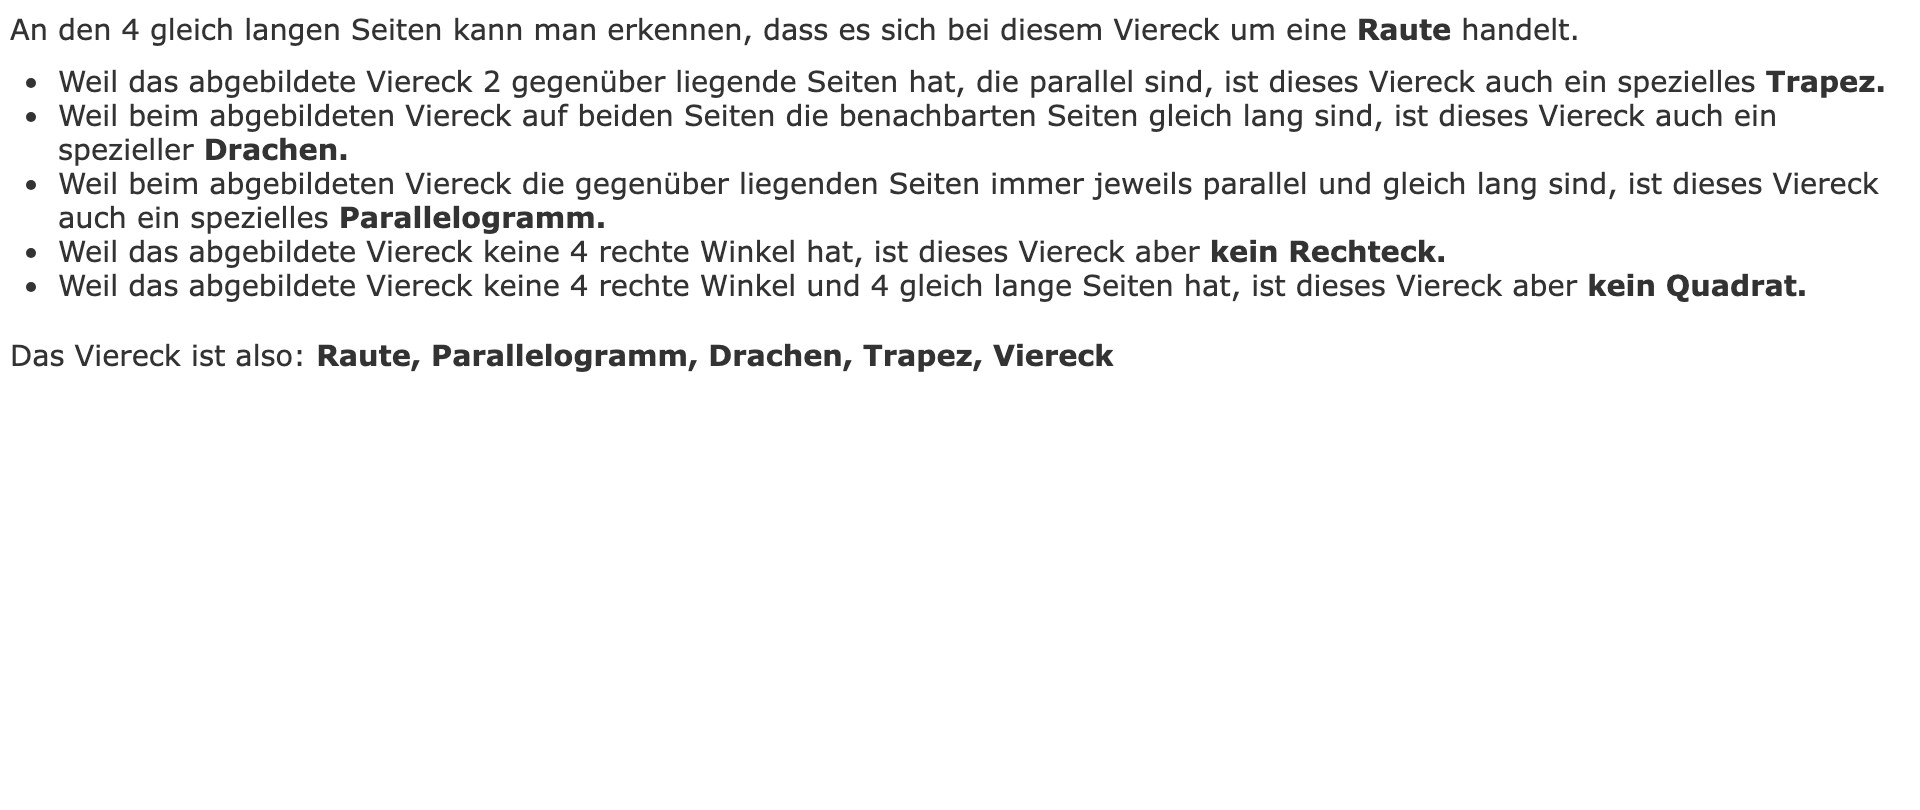 An den 4 gleich langen Seiten kann man erkennen, dass es sich bei diesem Viereck um eine Raute handelt.
• Weil das abgebildete Viereck 2 gegenüber liegende Seiten hat, die parallel sind, ist dieses Viereck auch ein spezielles Trapez.
• Weil beim abgebildeten Viereck auf beiden Seiten die benachbarten Seiten gleich lang sind, ist dieses Viereck auch ein
spezieller Drachen.
• Weil beim abgebildeten Viereck die gegenüber liegenden Seiten immer jeweils parallel und gleich lang sind, ist dieses Viereck
auch ein spezielles Parallelogramm.
• Weil das abgebildete Viereck keine 4 rechte Winkel hat, ist dieses Viereck aber kein Rechteck.
• Weil das abgebildete Viereck keine 4 rechte Winkel und 4 gleich lange Seiten hat, ist dieses Viereck aber kein Quadrat.
Das Viereck ist also: Raute, Parallelogramm, Drachen, Trapez, Viereck